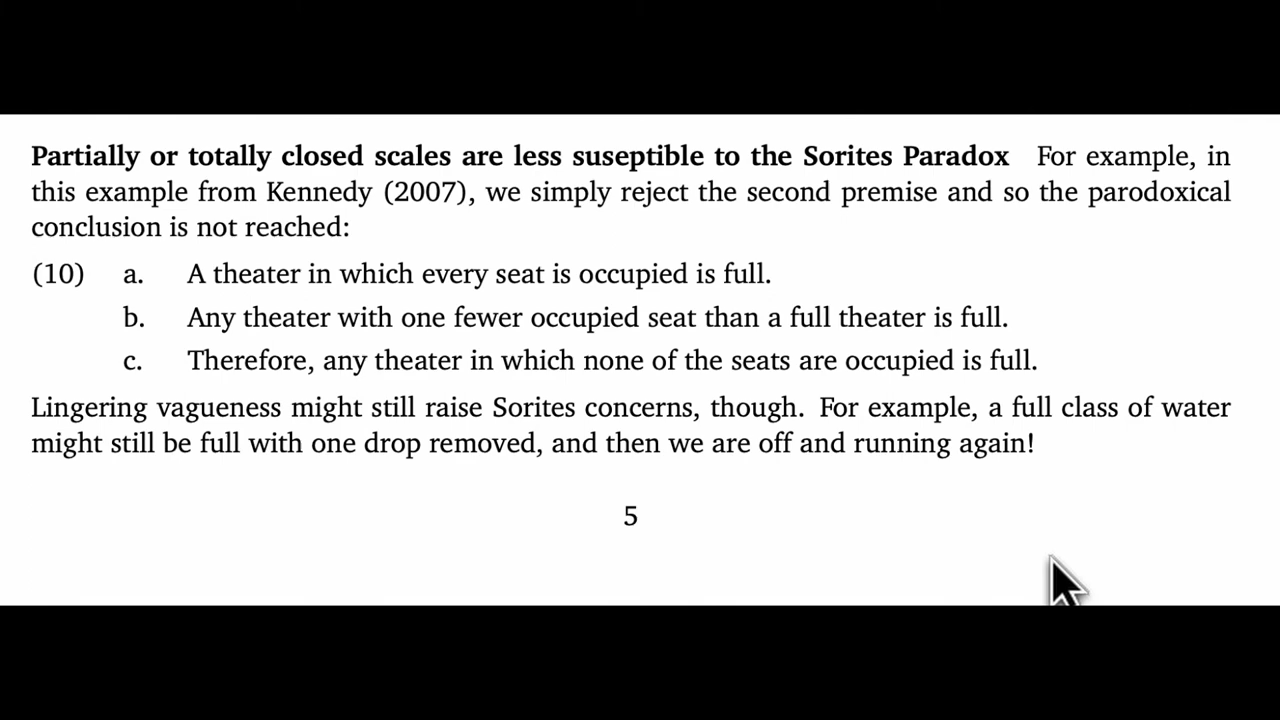 Partially or totally closed scales are less suseptible to the Sorites Paradox For example, in
this example from Kennedy (2007), we simply reject the second premise and so the parodoxical
conclusion is not reached:
(10) a. A theater in which every seat is occupied is full.
b. Any theater with one fewer occupied seat than a full theater is full.
c. Therefore, any theater in which none of the seats are occupied is full.
Lingering vagueness might still raise Sorites concerns, though. For example, a full class of water
might still be full with one drop removed, and then we are off and running again!
5